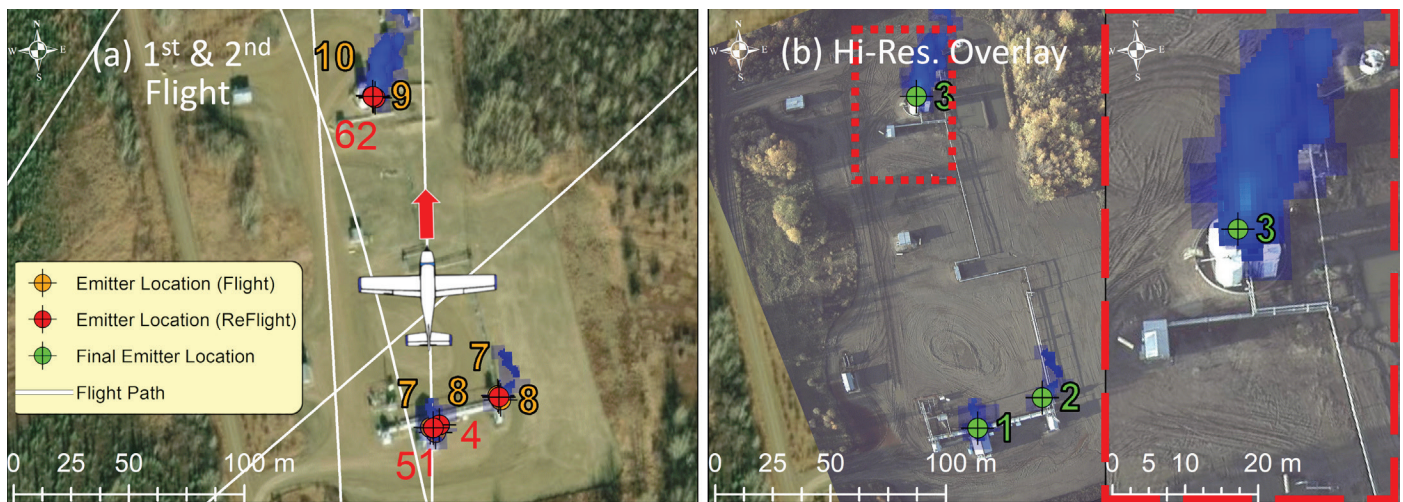 N
W E
S
(a) 1st & 2nd
Flight
10
9
62
Emitter Location (Flight)
Emitter Location (ReFlight)
Final Emitter Location
Flight Path
7
7
8
8
4
51
0 25 50 100 m
N
W E
S
(b) Hi-Res. Overlay
3
2
1
0 25 50 100 m
N
W E
S
3
0 5 10 20 m